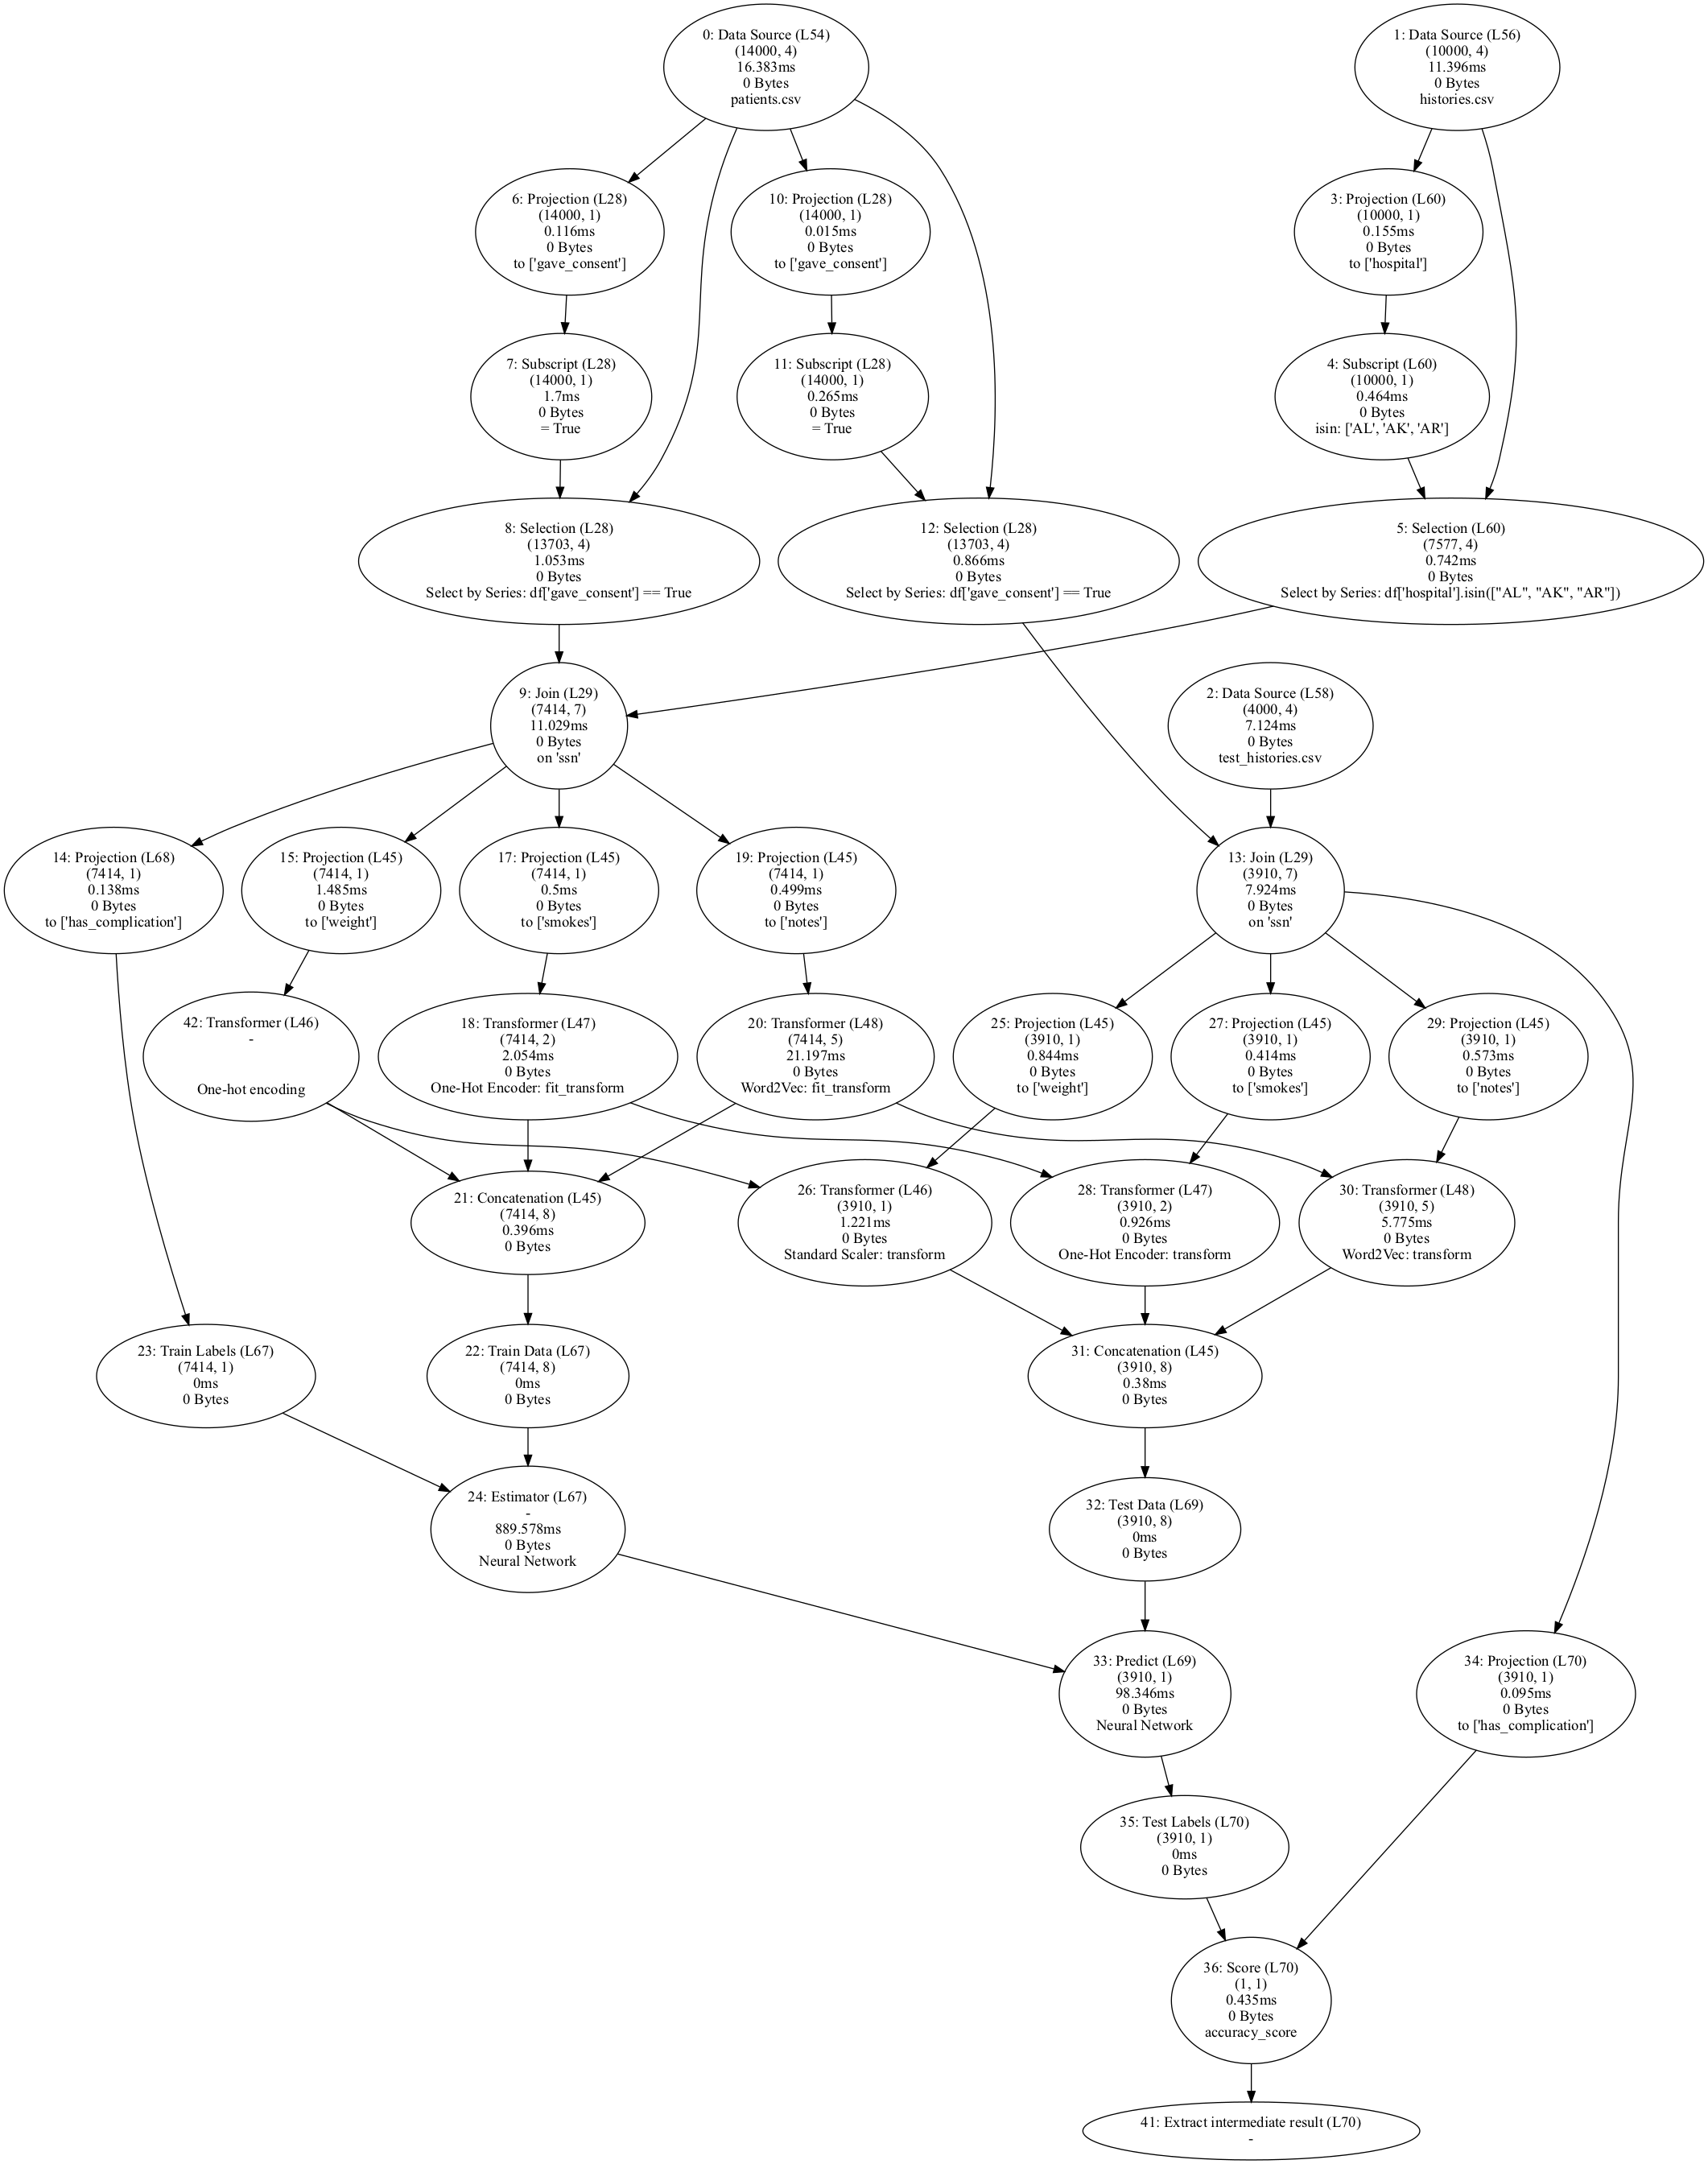 0: Data Source (L54)
(14000, 4)
16.383ms
0 Bytes
patients.csv
1: Data Source (L56)
(10000, 4)
11.396ms
0 Bytes
histories.csv
6: Projection (L28)
(14000, 1)
0.116ms
0 Bytes
to ['gave_consent']
10: Projection (L28)
(14000, 1)
0.015ms
0 Bytes
to ['gave_consent']
3: Projection (L60)
(10000, 1)
0.155ms
0 Bytes
to ['hospital']
7: Subscript (L28)
(14000, 1)
1.7ms
0 Bytes
= True
11: Subscript (L28)
(14000, 1)
0.265ms
0 Bytes
= True
4: Subscript (L60)
(10000, 1)
0.464ms
0 Bytes
isin: ['AL', 'AK', 'AR']
8: Selection (L28)
(13703, 4)
1.053ms
0 Bytes
Select by Series: df['gave_consent'] == True
12: Selection (L28)
(13703, 4)
0.866ms
0 Bytes
Select by Series: df['gave_consent'] == True
5: Selection (L60)
(7577, 4)
0.742ms
0 Bytes
Select by Series: df['hospital'].isin(["AL", "AK", "AR"])
9: Join (L29)
(7414, 7)
11.029ms
0 Bytes
on 'ssn'
2: Data Source (L58)
(4000, 4)
7.124ms
0 Bytes
test_histories.csv
14: Projection (L68)
(7414, 1)
0.138ms
0 Bytes
to ['has_complication']
15: Projection (L45)
(7414, 1)
1.485ms
0 Bytes
to ['weight']
17: Projection (L45)
(7414, 1)
0.5ms
0 Bytes
to ['smokes']
19: Projection (L45)
(7414, 1)
0.499ms
0 Bytes
to ['notes']
13: Join (L29)
(3910, 7)
7.924ms
0 Bytes
on 'ssn'
42: Transformer (L46)
-
One-hot encoding
18: Transformer (L47)
(7414, 2)
2.054ms
0 Bytes
One-Hot Encoder: fit_transform
20: Transformer (L48)
(7414, 5)
21.197ms
0 Bytes
Word2Vec: fit_transform
25: Projection (L45)
(3910, 1)
0.844ms
0 Bytes
to ['weight']
27: Projection (L45)
(3910, 1)
0.414ms
0 Bytes
to ['smokes']
29: Projection (L45)
(3910, 1)
0.573ms
0 Bytes
to ['notes']
21: Concatenation (L45)
(7414, 8)
0.396ms
0 Bytes
26: Transformer (L46)
(3910, 1)
1.221ms
0 Bytes
Standard Scaler: transform
28: Transformer (L47)
(3910, 2)
0.926ms
0 Bytes
One-Hot Encoder: transform
30: Transformer (L48)
(3910, 5)
5.775ms
0 Bytes
Word2Vec: transform
23: Train Labels (L67)
(7414, 1)
0ms
0 Bytes
22: Train Data (L67)
(7414, 8)
0ms
0 Bytes
31: Concatenation (L45)
(3910, 8)
0.38ms
0 Bytes
24: Estimator (L67)
-
889.578ms
0 Bytes
Neural Network
32: Test Data (L69)
(3910, 8)
0ms
0 Bytes
33: Predict (L69)
(3910, 1)
98.346ms
0 Bytes
Neural Network
34: Projection (L70)
(3910, 1)
0.095ms
0 Bytes
to ['has_complication']
35: Test Labels (L70)
(3910, 1)
0ms
0 Bytes
36: Score (L70)
(1, 1)
0.435ms
0 Bytes
accuracy_score
41: Extract intermediate result (L70)
-